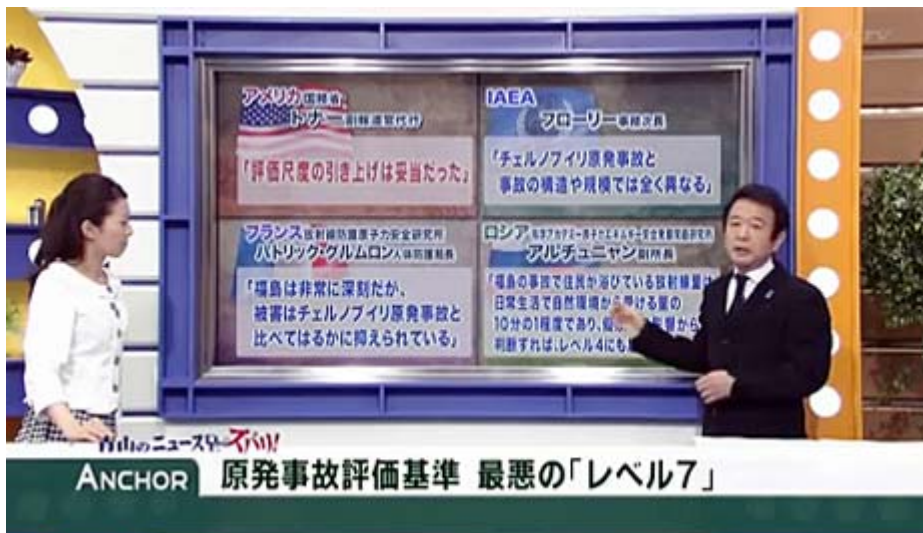 アメリカ国務省
トナー副報道官代行
「評価尺度の引き上げは妥当だった」
IAEA
フローリー事務次長
「チェルノブイリ原発事故と
事故の構造や規模では全く異なる」
フランス放射線防護原子力安全研究所
パトリック・グルムロン人体防護局長
「福島は非常に深刻だが、
被害はチェルノブイリ原発事故と
比べてはるかに抑えられている」
ロシア
アルチュニャン副所長
「福島の事故で住民が浴びている放射線量は
日常生活で自然環境から受ける量の
10分の1程度であり、
判断すれば、レベル4にも
青山のニュースDEズバリ!
ANCHOR
原発事故評価基準 最悪の「レベル7」